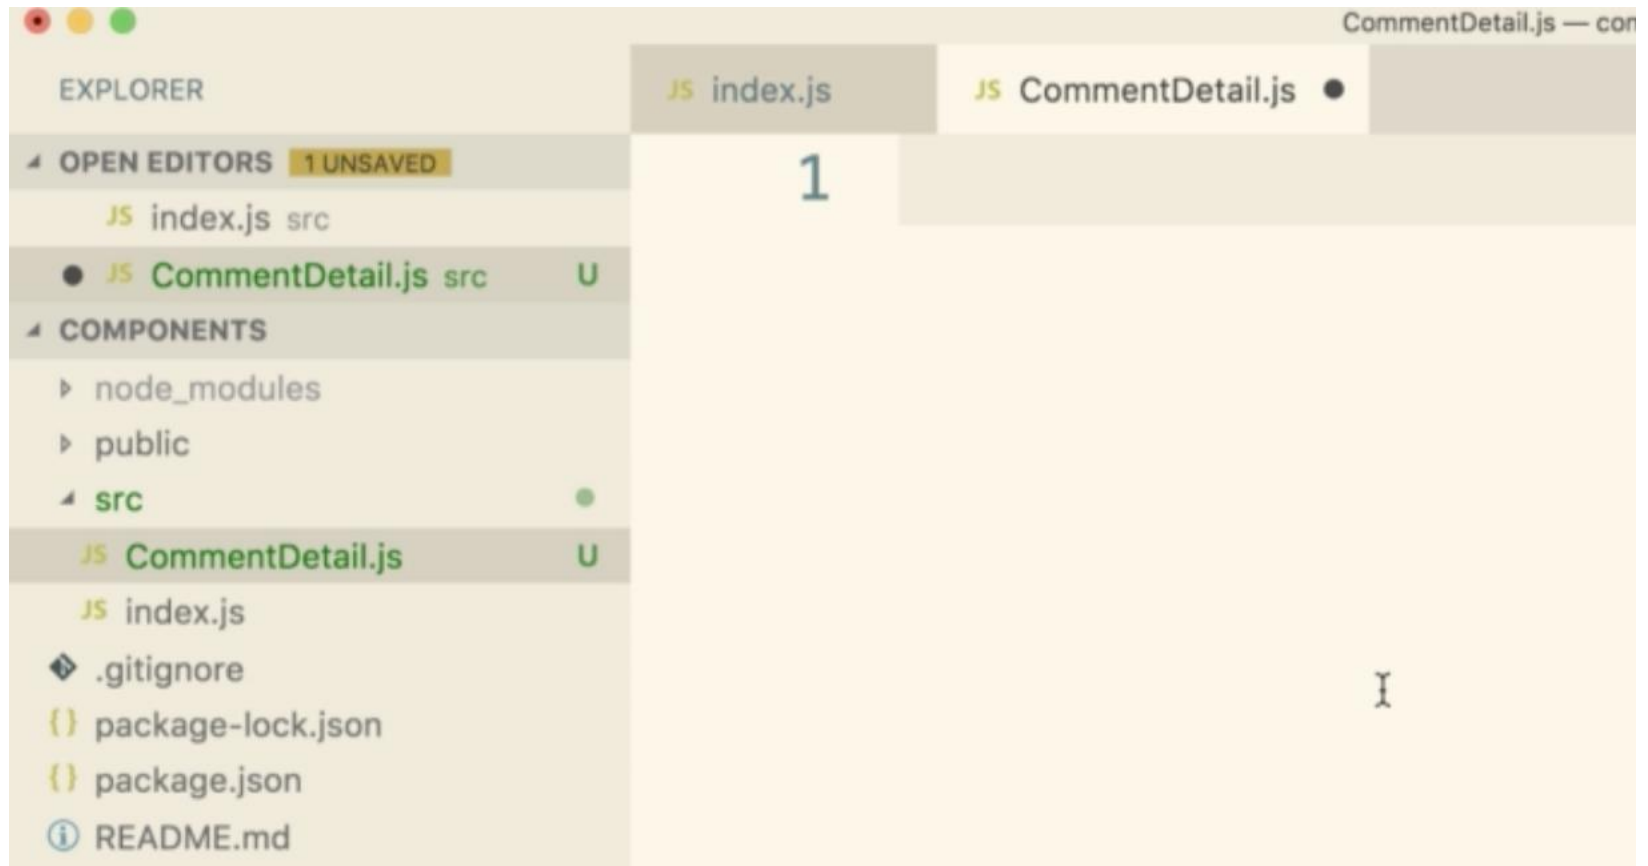 CommentDetail.js — con
EXPLORER
JS index.js
JS CommentDetail.js
OPEN EDITORS 1 UNSAVED
JS index.js src
JS CommentDetail.js src U
COMPONENTS
node_modules
public
src
JS CommentDetail.js U
JS index.js
.gitignore
{} package-lock.json
{} package.json
README.md
1